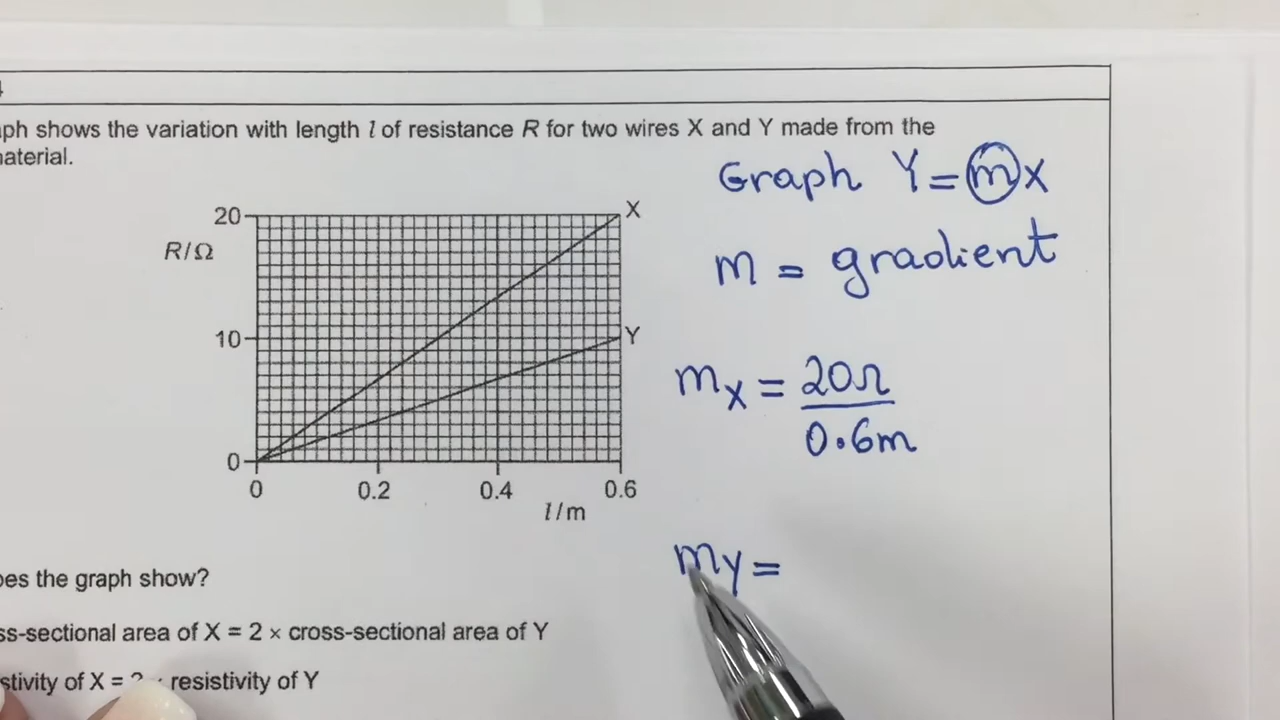 ph shows the variation with length l of resistance R for two wires X and Y made from the
aterial.
Graph Y = mx
m = gradient
20
X
R/Ω
10
Y
0
0
0.2
0.4
0.6
l/m
mX = 20Ω
0.6m
mY =
es the graph show?
ss-sectional area of X = 2 × cross-sectional area of Y
stivity of X = resistivity of Y